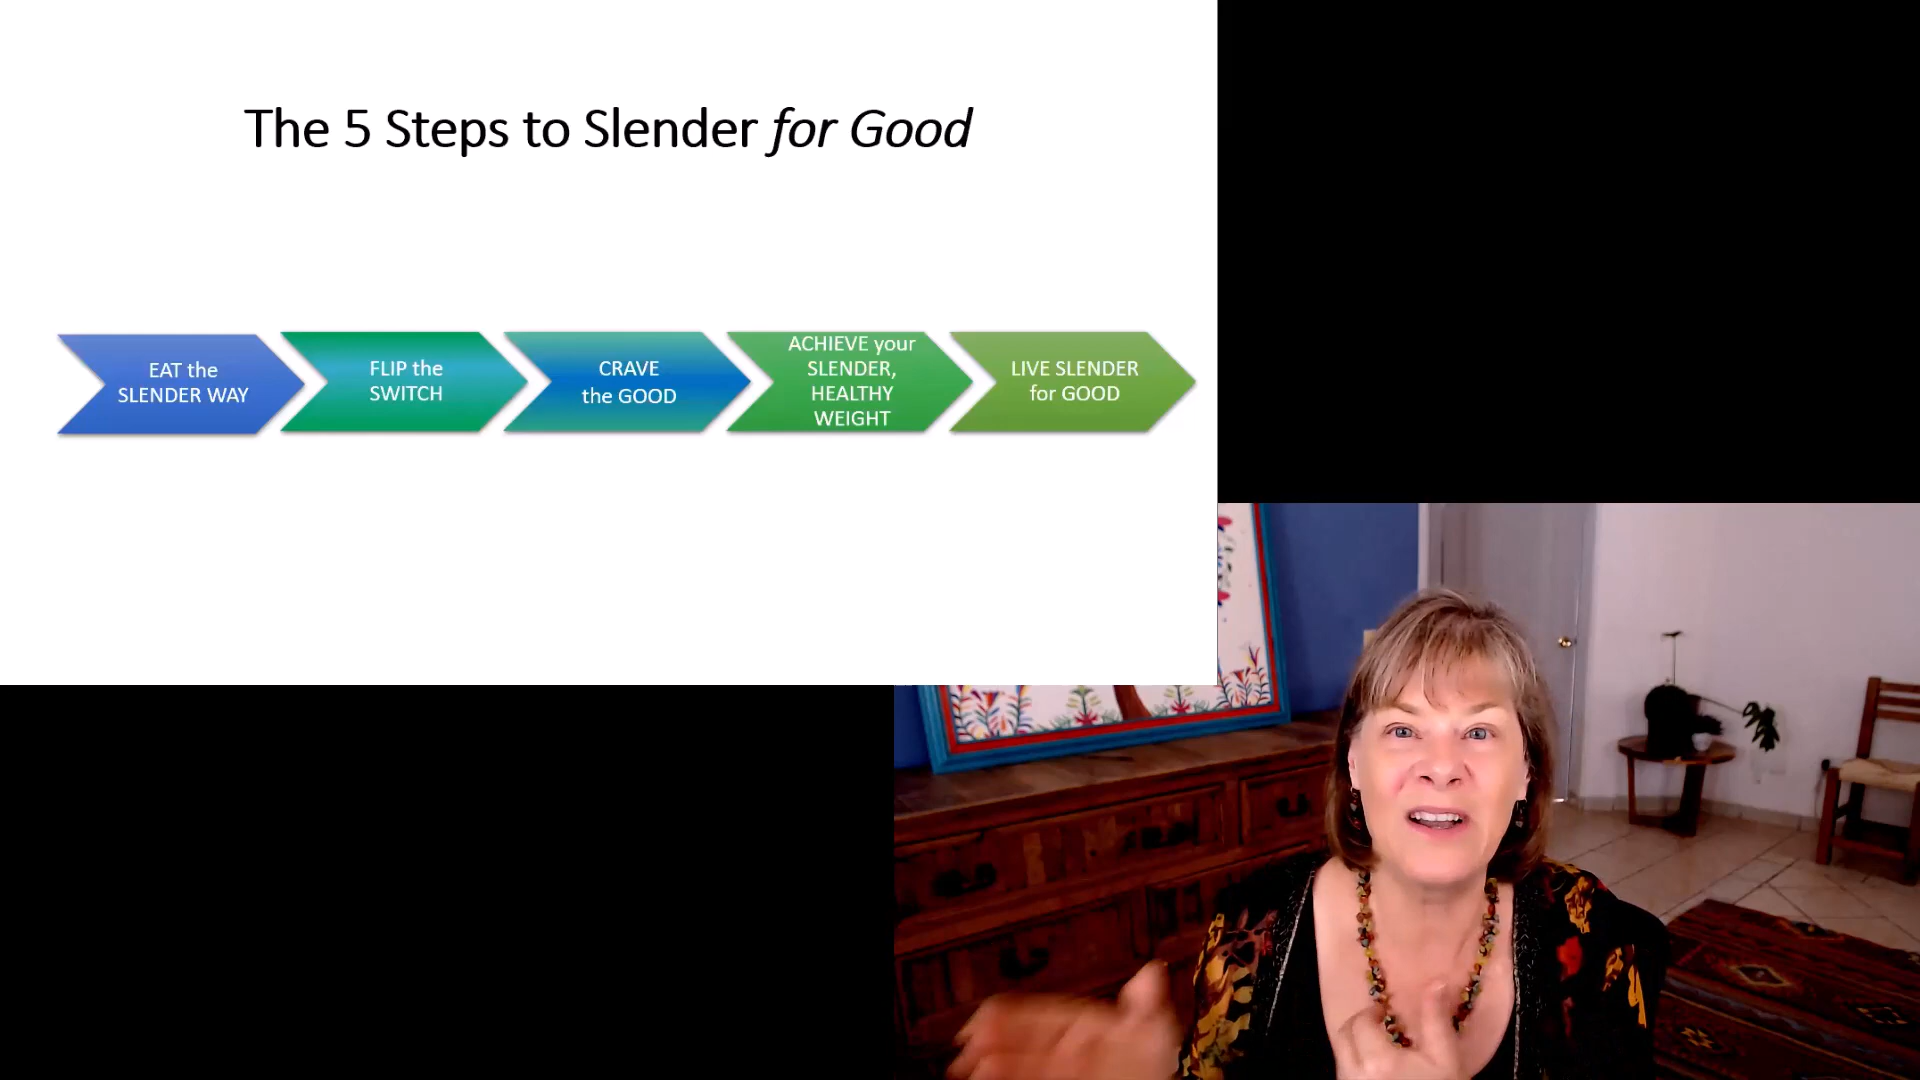 The 5 Steps to Slender for Good
EAT the
SLENDER WAY
FLIP the
SWITCH
CRAVE
the GOOD
ACHIEVE your
SLENDER,
HEALTHY
WEIGHT
LIVE SLENDER
for GOOD